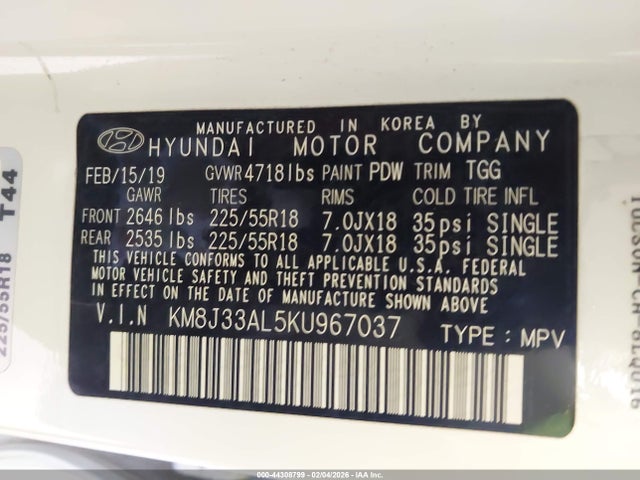 MANUFACTURED IN KOREA BY
HYUNDAI MOTOR COMPANY
FEB/15/19 GVWR 4718lbs PAINT PDW TRIM TGG
GAWR TIRES RIMS COLD TIRE INFL
FRONT 2646 lbs 225/55R18 7.0JX18 35psi SINGLE
REAR 2535 lbs 225/55R18 7.0JX18 35psi SINGLE
THIS VEHICLE CONFORMS TO ALL APPLICABLE U.S.A. FEDERAL
MOTOR VEHICLE SAFETY AND THEFT PREVENTION STANDARDS
IN EFFECT ON THE DATE OF MANUFACTURE SHOWN ABOVE.
V.I.N KM8J33AL5KU967037 TYPE : MPV
225/55R18 T44
000-44308799 - 02/04/2026 - IAA Inc.